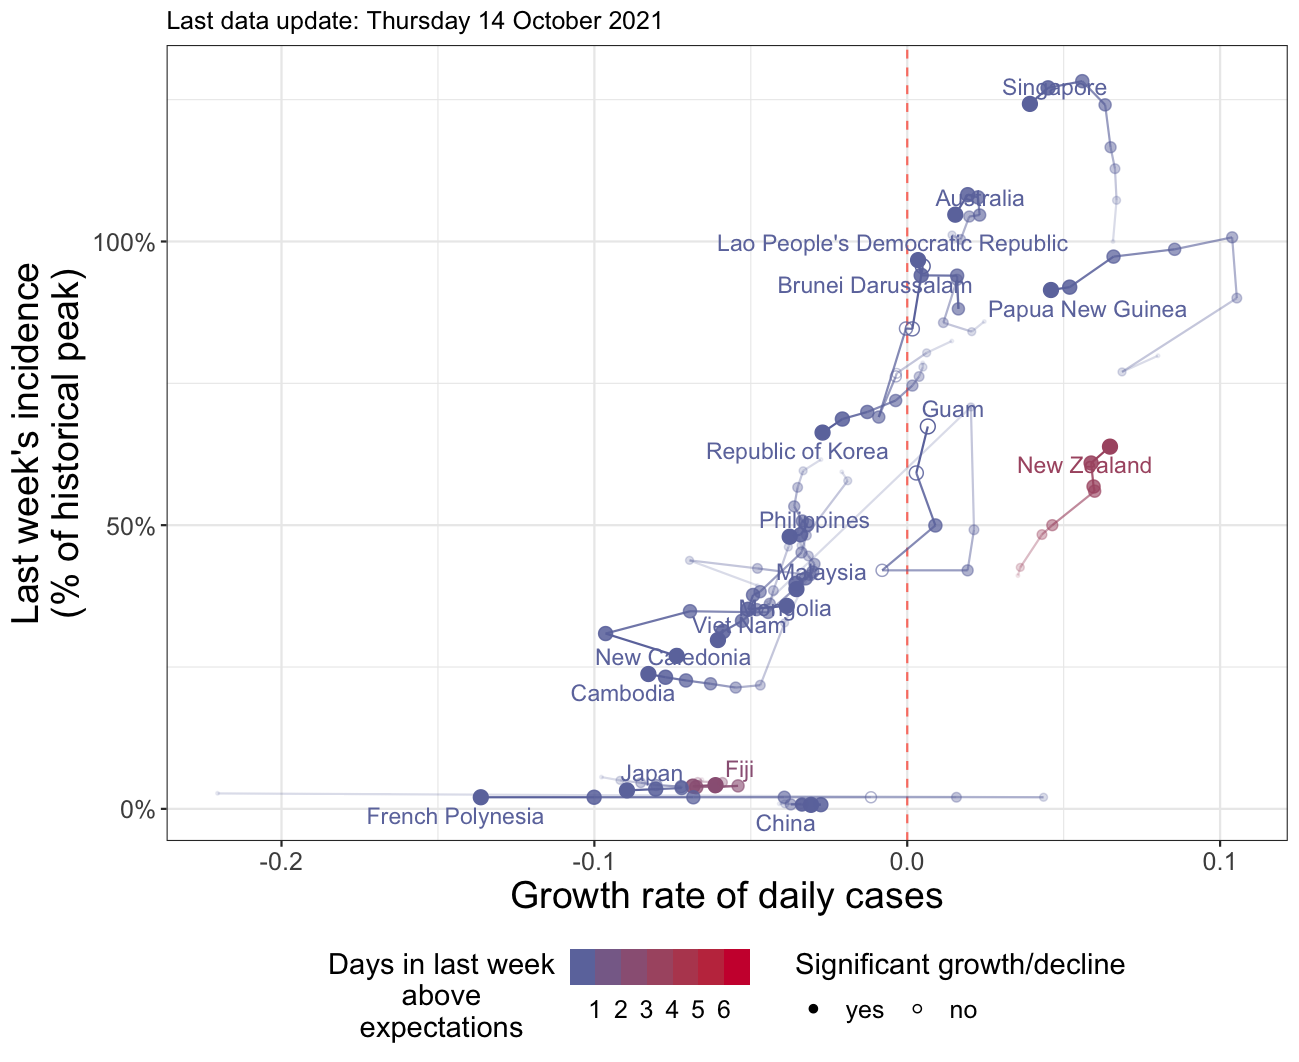 Last data update: Thursday 14 October 2021
Last week's incidence
(% of historical peak)
100%
50%
0%
Singapore
Australia
Lao People's Democratic Republic
Brunei Darussalam
Papua New Guinea
Guam
Republic of Korea
New Zealand
Philippines
Malaysia
Mongolia
Viet Nam
New Caledonia
Cambodia
Japan
Fiji
French Polynesia
China
-0.2
-0.1
0.0
0.1
Growth rate of daily cases
Days in last week
above
expectations
1 2 3 4 5 6
Significant growth/decline
yes no